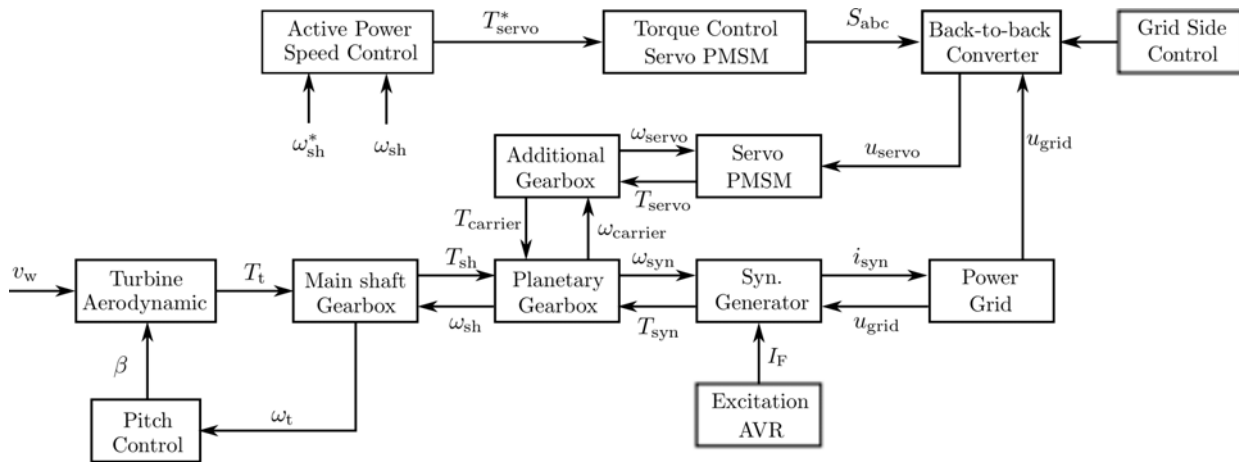 Active Power
Speed Control
T*servo
Torque Control
Servo PMSM
Sabc
Back-to-back
Converter
Grid Side
Control
ω*sh
ωsh
Additional
Gearbox
ωservo
Tservo
Servo
PMSM
uservo
ugrid
Tcarrier
ωcarrier
vw
Turbine
Aerodynamic
Tt
Main shaft
Gearbox
Tsh
ωsh
Planetary
Gearbox
ωsyn
Tsyn
Syn.
Generator
isyn
ugrid
Power
Grid
β
IF
Pitch
Control
ωt
Excitation
AVR